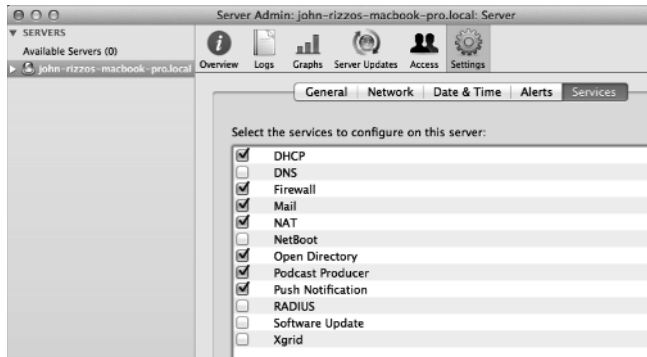 Server Admin: john-rizzos-macbook-pro.local: Server
SERVERS
Available Servers (0)
john-rizzos-macbook-pro.local
Overview Logs Graphs Server Updates Access Settings
General Network Date & Time Alerts Services
Select the services to configure on this server:
DHCP
DNS
Firewall
Mail
NAT
NetBoot
Open Directory
Podcast Producer
Push Notification
RADIUS
Software Update
Xgrid